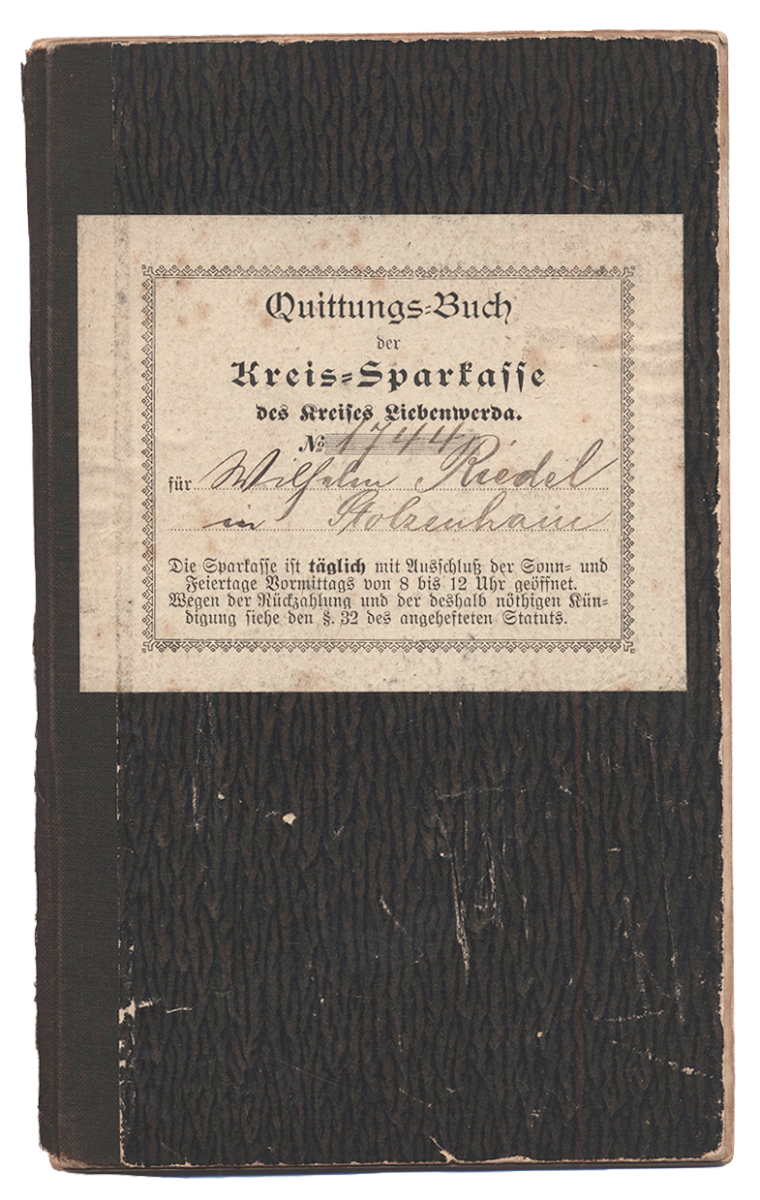 Quittungs-Buch
der
Kreis-Sparkasse
des Kreises Liebenwerda.
№ 1744
für Wilhelm Riedel
in Stolzenhain
Die Sparkasse ist täglich mit Ausschluß der Sonn- und
Feiertage Vormittags von 8 bis 12 Uhr geöffnet.
Wegen der Rückzahlung und der deshalb nöthigen Kün-
digung siehe den §. 32 des angehefteten Statuts.